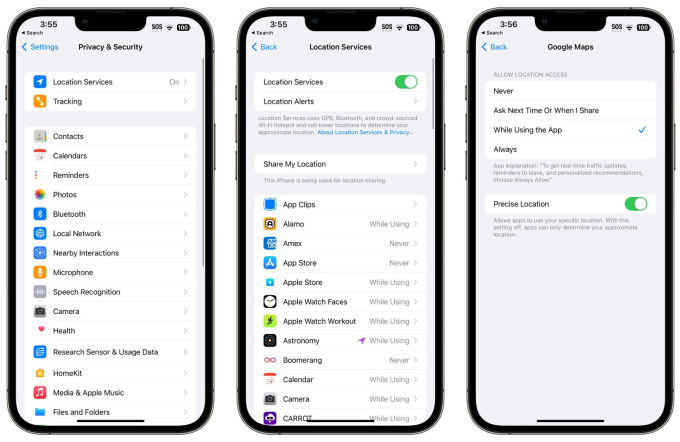 3:55
SOS 100
Search
Settings
Privacy & Security
Location Services
On
Tracking
Contacts
Calendars
Reminders
Photos
Bluetooth
Local Network
Nearby Interactions
Microphone
Speech Recognition
Camera
Health
Research Sensor & Usage Data
HomeKit
Media & Apple Music
Files and Folders
3:55
SOS 100
Search
Back
Location Services
Location Services
Location Alerts
Location Services uses GPS, Bluetooth, and crowd-sourced
Wi-Fi hotspot and cell tower locations to determine your
approximate location. About Location Services & Privacy...
Share My Location
This iPhone is being used for location sharing.
App Clips
Alamo While Using
Amex Never
App Store Never
Apple Store While Using
Apple Watch Faces While Using
Apple Watch Workout While Using
Astronomy While Using
Boomerang Never
Calendar While Using
Camera While Using
CARROT While Using
3:56
SOS 100
Search
Back
Google Maps
ALLOW LOCATION ACCESS
Never
Ask Next Time Or When I Share
While Using the App
Always
App explanation: "To get real-time traffic updates,
reminders to leave, and personalized recommendations,
choose Always Allow."
Precise Location
Allows apps to use your specific location. With this
setting off, apps can only determine your approximate
location.